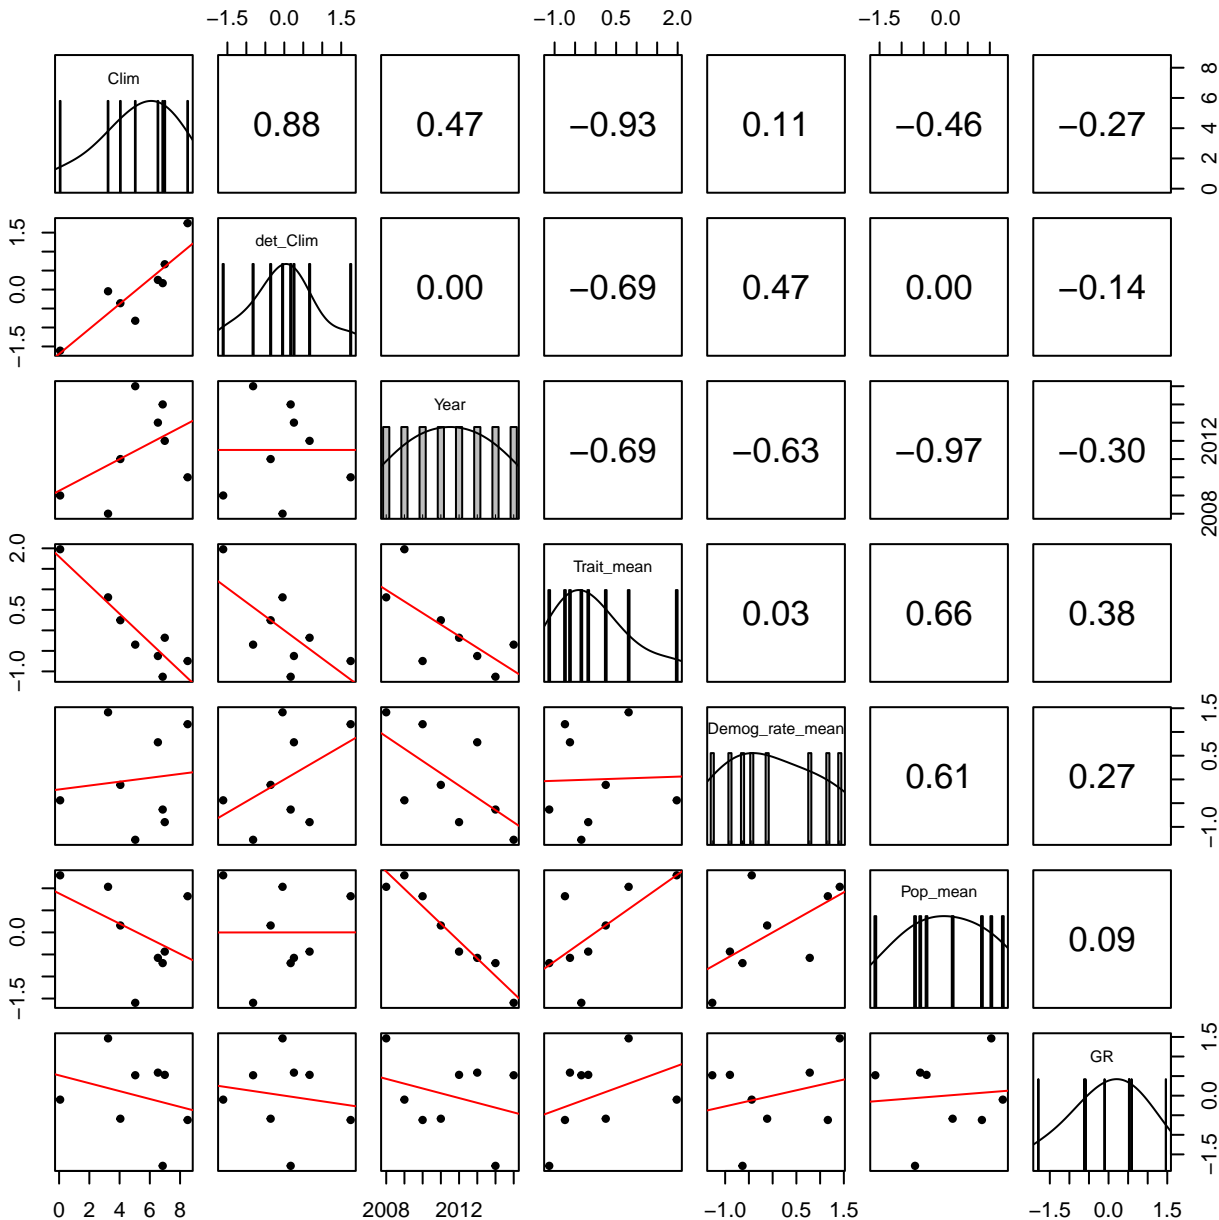 −1.5 0.0 1.5 −1.0 0.5 2.0 −1.5 0.0
Clim 0.88 0.47 −0.93 0.11 −0.46 −0.27 0 2 4 6 8
−1.5 0.0 1.5 det_Clim 0.00 −0.69 0.47 0.00 −0.14
Year −0.69 −0.63 −0.97 −0.30 2008 2012
−1.0 0.5 2.0 Trait_mean 0.03 0.66 0.38
Demog_rate_mean 0.61 0.27 −1.0 0.5 1.5
−1.5 0.0 Pop_mean 0.09
GR −1.5 0.0 1.5
0 2 4 6 8 2008 2012 −1.0 0.5 1.5 −1.5 0.0 1.5